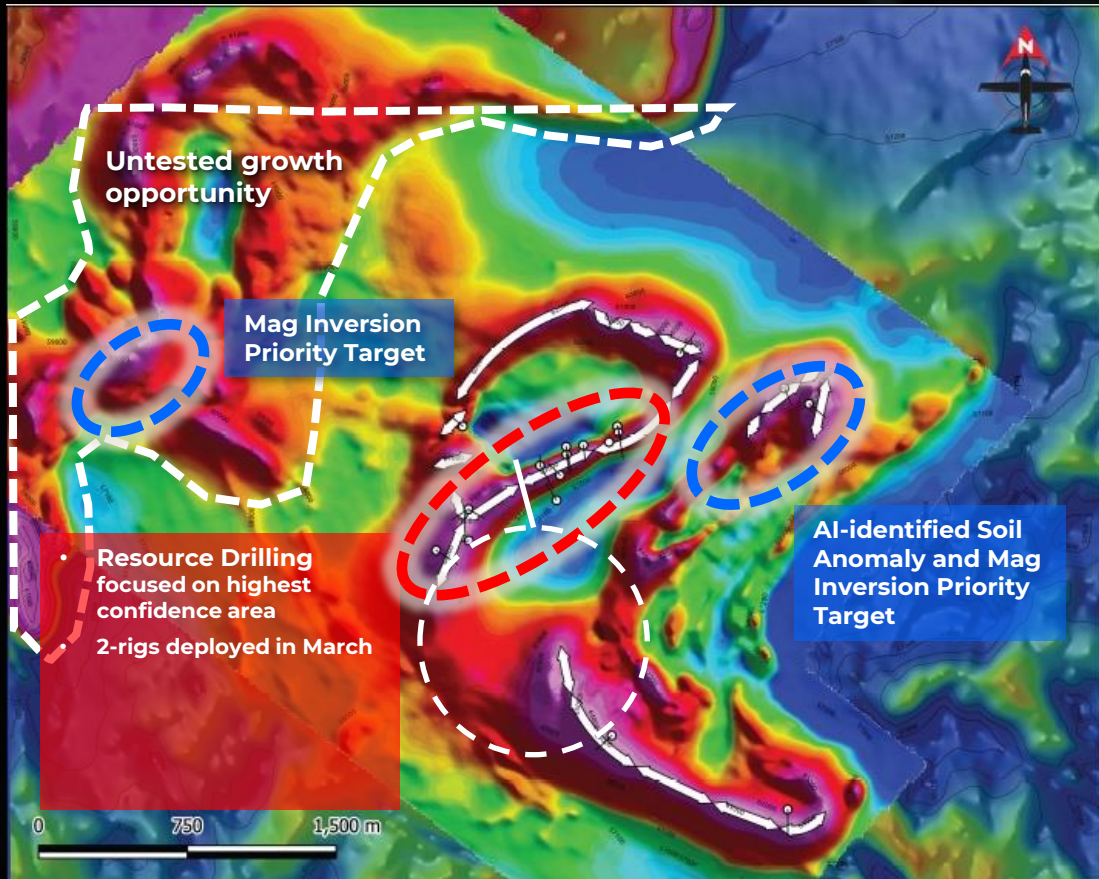 N
Untested growth
opportunity
Mag Inversion
Priority Target
AI-identified Soil
Anomaly and Mag
Inversion Priority
Target
• Resource Drilling
focused on highest
confidence area
• 2-rigs deployed in March
0 750 1,500 m